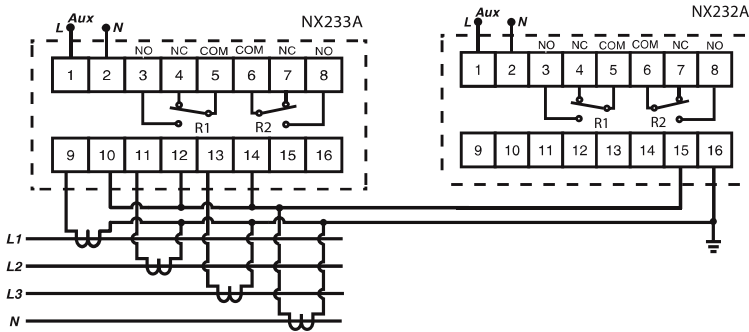 Aux NX233A
L N
NO NC COM COM NC NO
1 2 3 4 5 6 7 8
R1 R2
9 10 11 12 13 14 15 16
Aux NX232A
L N
NO NC COM COM NC NO
1 2 3 4 5 6 7 8
R1 R2
9 10 11 12 13 14 15 16
L1
L2
L3
N